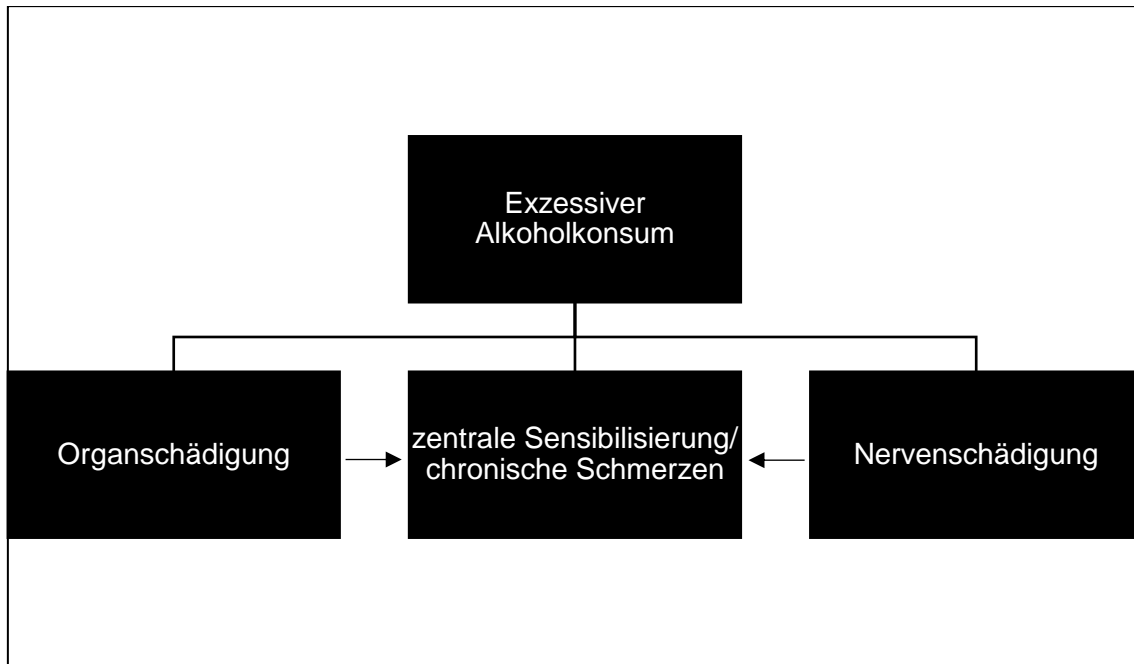 Exzessiver
Alkoholkonsum
Organschädigung
zentrale Sensibilisierung/
chronische Schmerzen
Nervenschädigung